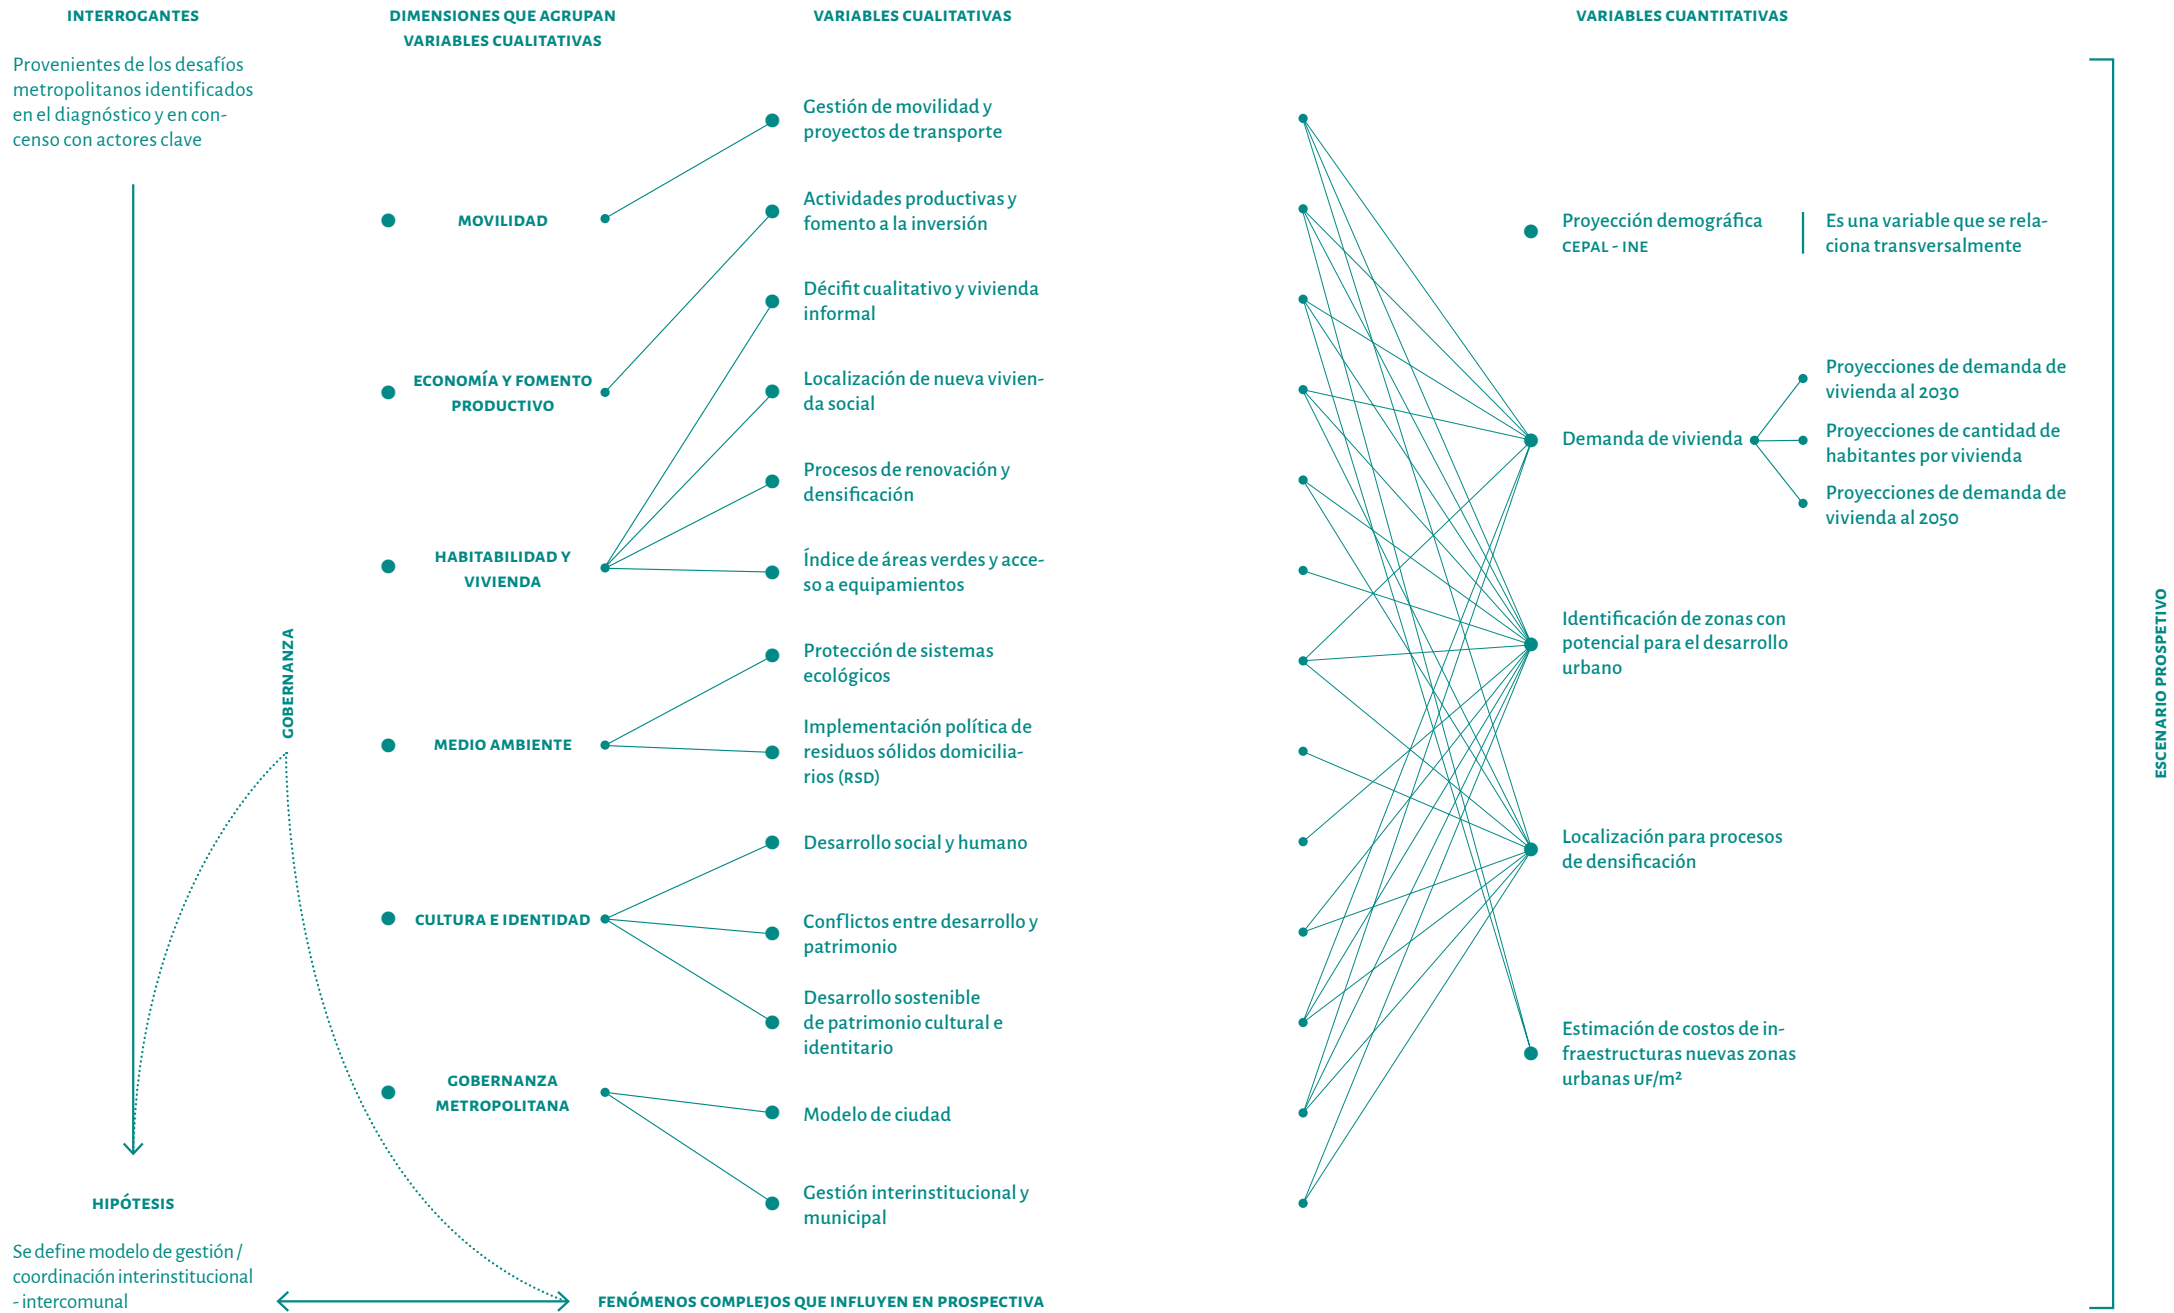 INTERROGANTES
Provenientes de los desafíos
metropolitanos identificados
en el diagnóstico y en con-
censo con actores clave
HIPÓTESIS
Se define modelo de gestión /
coordinación interinstitucional
- intercomunal
GOBERNANZA
DIMENSIONES QUE AGRUPAN
VARIABLES CUALITATIVAS
MOVILIDAD
ECONOMÍA Y FOMENTO
PRODUCTIVO
HABITABILIDAD Y
VIVIENDA
MEDIO AMBIENTE
CULTURA E IDENTIDAD
GOBERNANZA
METROPOLITANA
VARIABLES CUALITATIVAS
Gestión de movilidad y
proyectos de transporte
Actividades productivas y
fomento a la inversión
Décifit cualitativo y vivienda
informal
Localización de nueva vivien-
da social
Procesos de renovación y
densificación
Índice de áreas verdes y acce-
so a equipamientos
Protección de sistemas
ecológicos
Implementación política de
residuos sólidos domicilia-
rios (RSD)
Desarrollo social y humano
Conflictos entre desarrollo y
patrimonio
Desarrollo sostenible
de patrimonio cultural e
identitario
Modelo de ciudad
Gestión interinstitucional y
municipal
FENÓMENOS COMPLEJOS QUE INFLUYEN EN PROSPECTIVA
VARIABLES CUANTITATIVAS
Proyección demográfica
CEPAL - INE
Es una variable que se rela-
ciona transversalmente
Demanda de vivienda
Proyecciones de demanda de
vivienda al 2030
Proyecciones de cantidad de
habitantes por vivienda
Proyecciones de demanda de
vivienda al 2050
Identificación de zonas con
potencial para el desarrollo
urbano
Localización para procesos
de densificación
Estimación de costos de in-
fraestructuras nuevas zonas
urbanas UF/m²
ESCENARIO PROSPETIVO